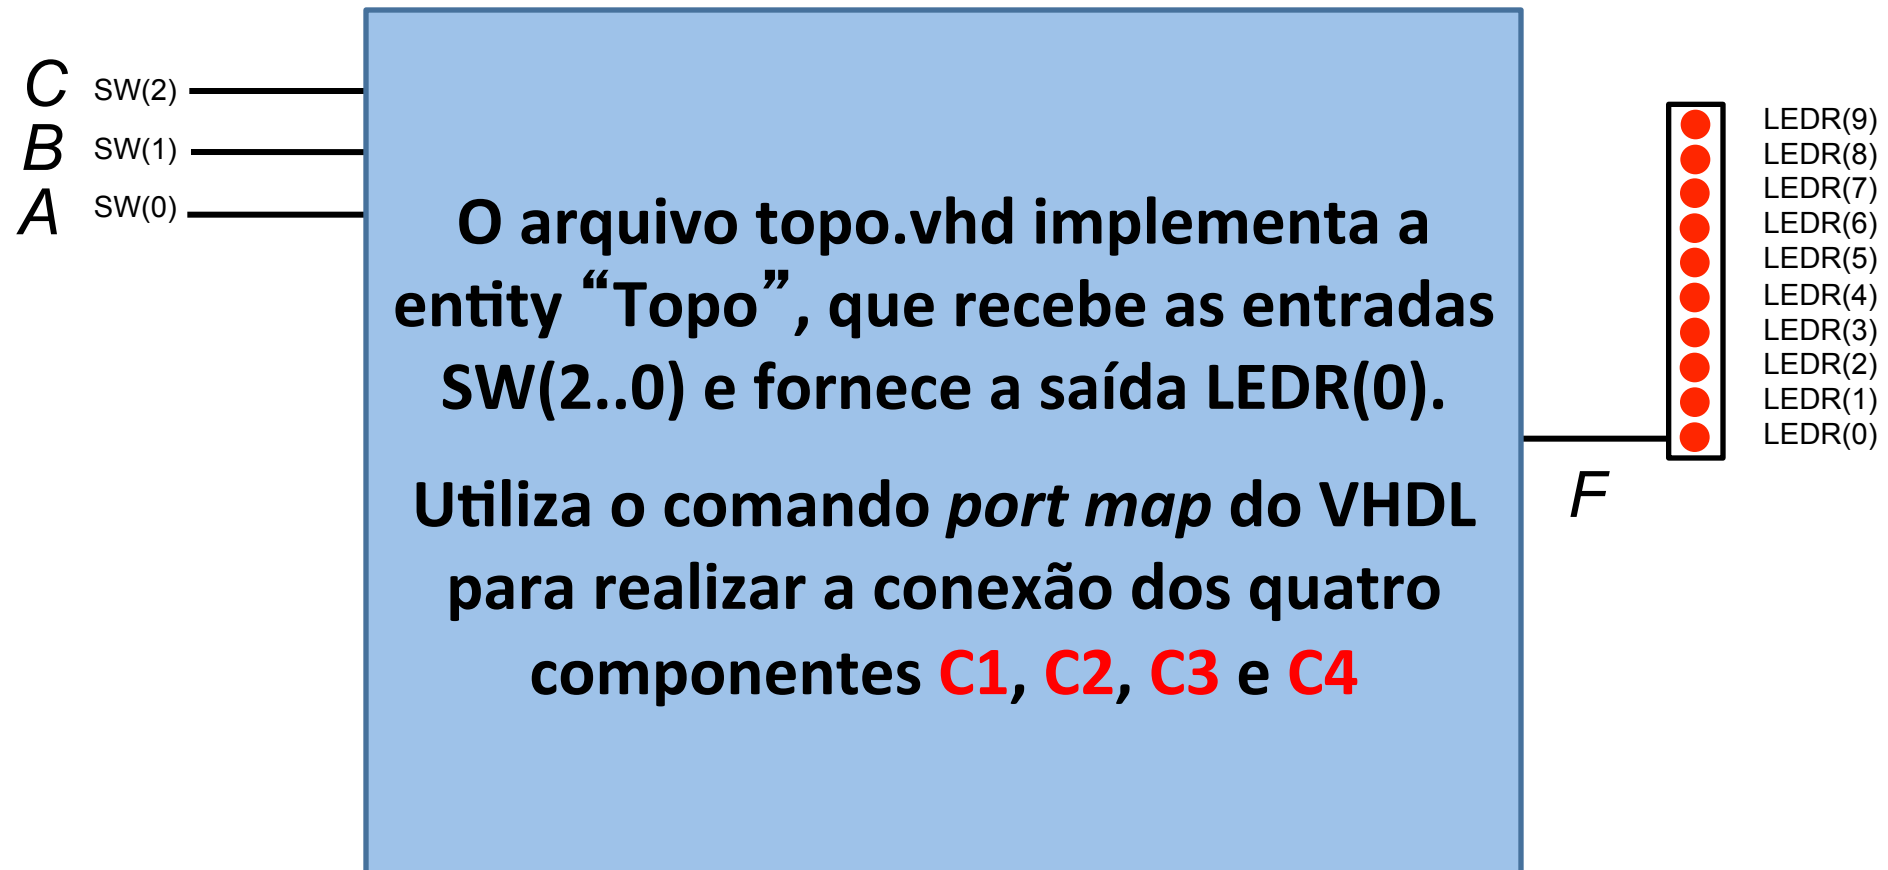 C SW(2)
B SW(1)
A SW(0)
O arquivo topo.vhd implementa a
entity “Topo”, que recebe as entradas
SW(2..0) e fornece a saída LEDR(0).
Utiliza o comando port map do VHDL
para realizar a conexão dos quatro
componentes C1, C2, C3 e C4
LEDR(9)
LEDR(8)
LEDR(7)
LEDR(6)
LEDR(5)
LEDR(4)
LEDR(3)
LEDR(2)
LEDR(1)
LEDR(0)
F